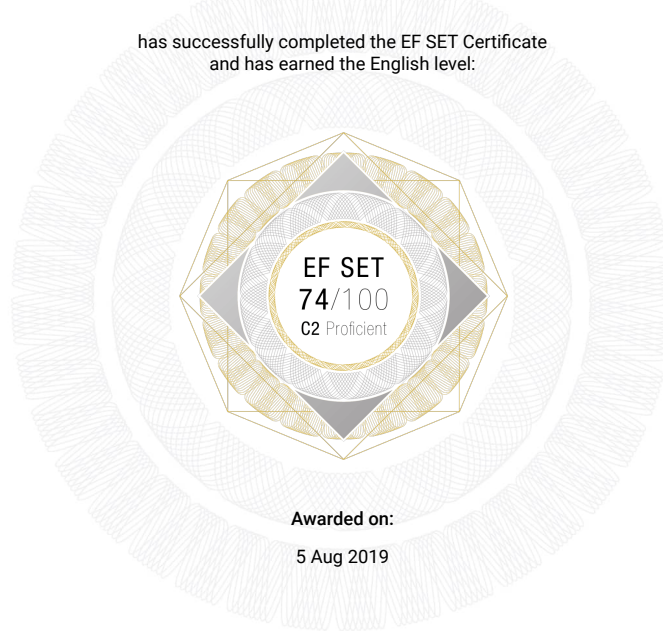 has successfully completed the EF SET Certificate
and has earned the English level:
EF SET
74/100
C2 Proficient
Awarded on:
5 Aug 2019